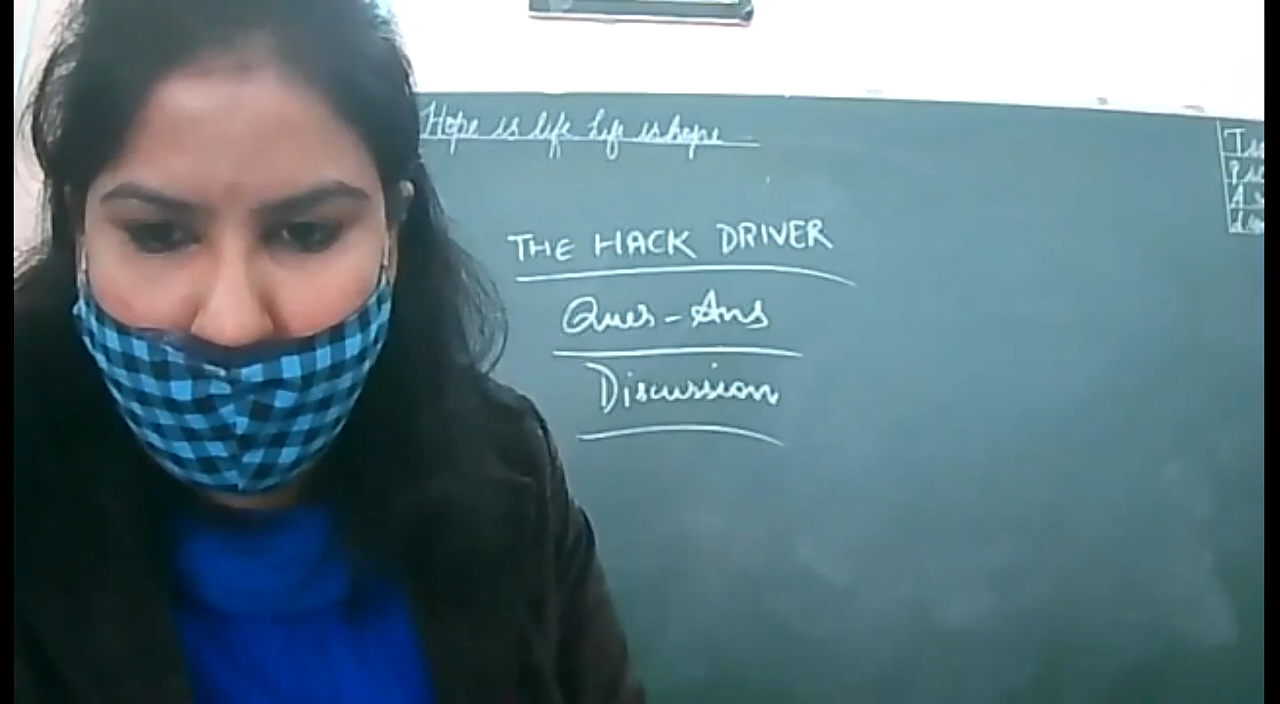 Hope is life Life is hope
THE HACK DRIVER
Ques-Ans
Discussion